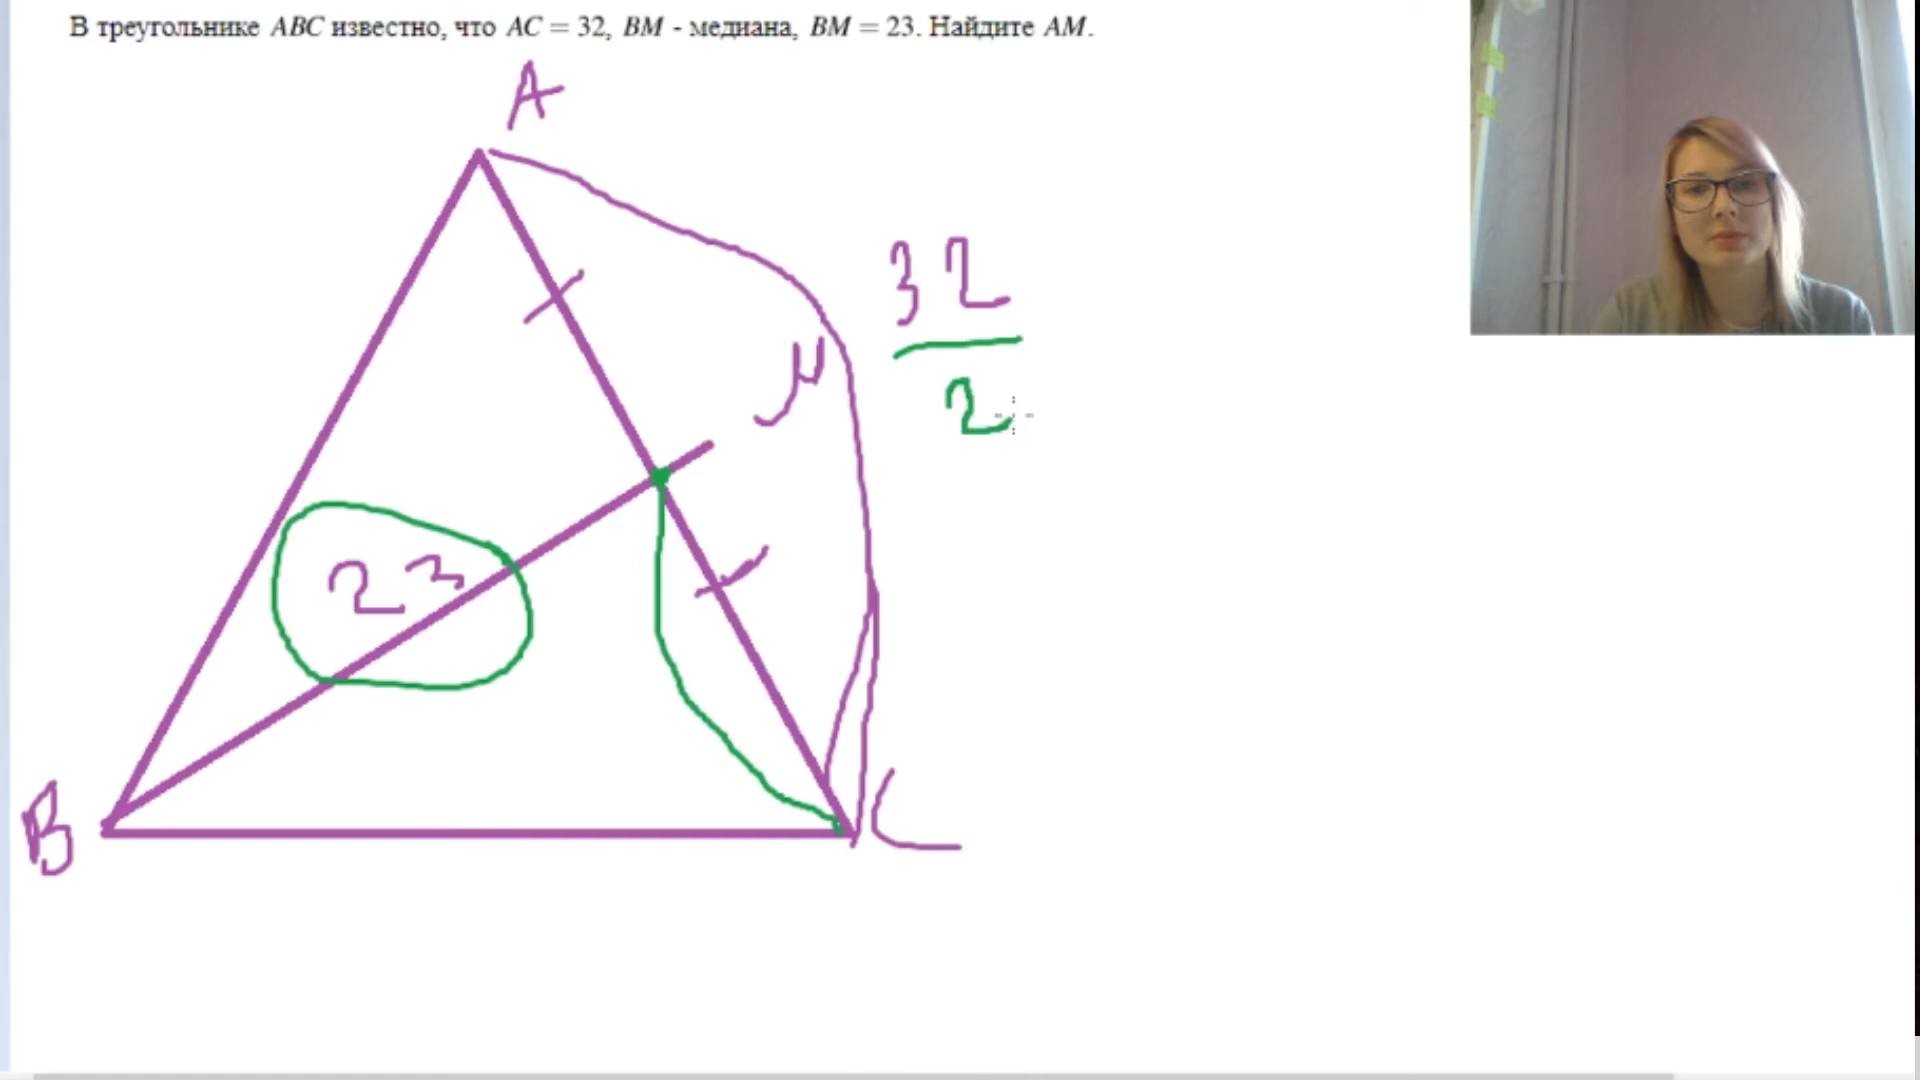 В треугольнике ABC известно, что AC = 32, BM - медиана, BM = 23. Найдите AM.
A
32
2
M
23
B
C